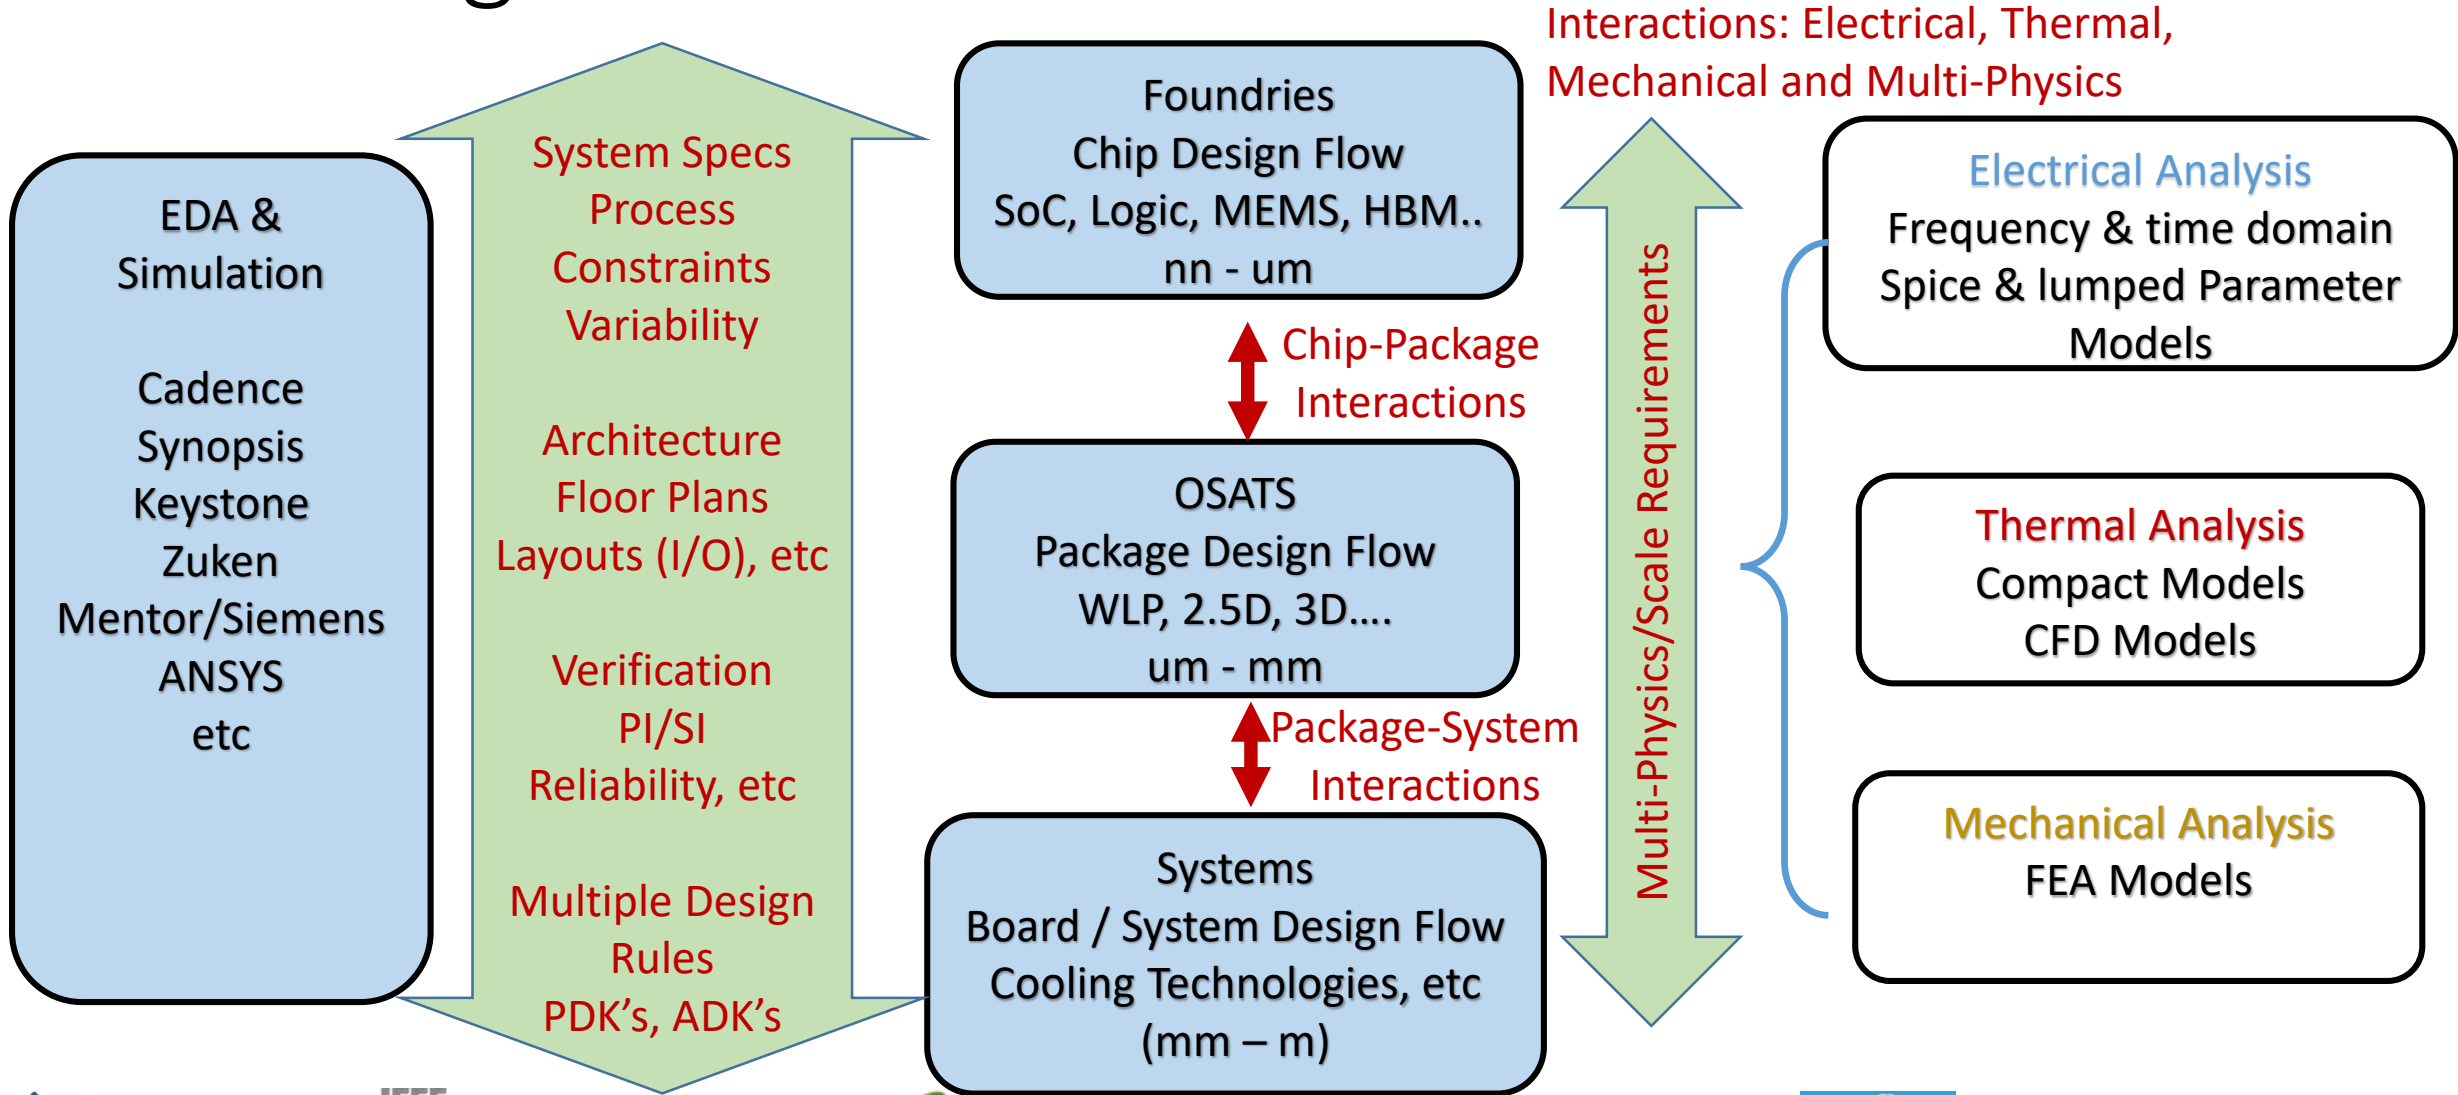 Interactions: Electrical, Thermal,
Mechanical and Multi-Physics
EDA &
Simulation
Cadence
Synopsis
Keystone
Zuken
Mentor/Siemens
ANSYS
etc
System Specs
Process
Constraints
Variability
Architecture
Floor Plans
Layouts (I/O), etc
Verification
PI/SI
Reliability, etc
Multiple Design
Rules
PDK's, ADK's
Foundries
Chip Design Flow
SoC, Logic, MEMS, HBM..
nn - um
Chip-Package
Interactions
OSATS
Package Design Flow
WLP, 2.5D, 3D....
um - mm
Package-System
Interactions
Systems
Board / System Design Flow
Cooling Technologies, etc
(mm – m)
Multi-Physics/Scale Requirements
Electrical Analysis
Frequency & time domain
Spice & lumped Parameter
Models
Thermal Analysis
Compact Models
CFD Models
Mechanical Analysis
FEA Models